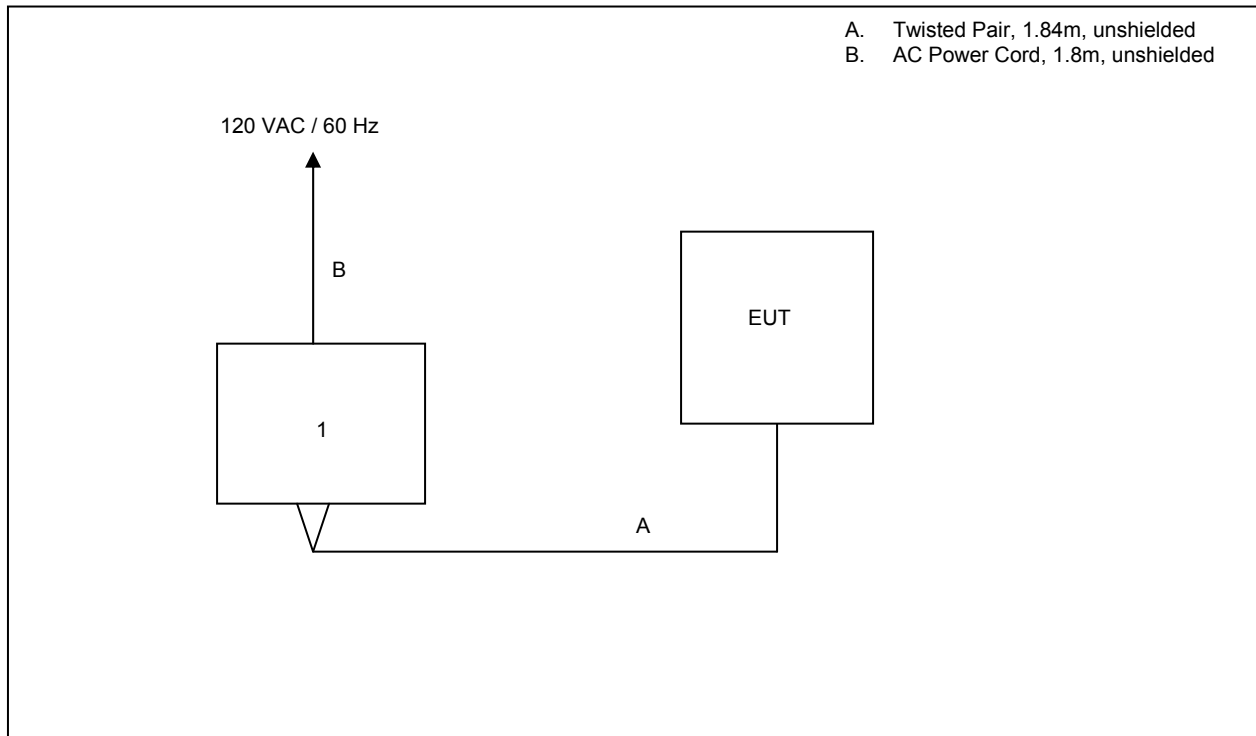 A. Twisted Pair, 1.84m, unshielded
B. AC Power Cord, 1.8m, unshielded
120 VAC / 60 Hz
B
EUT
1
A